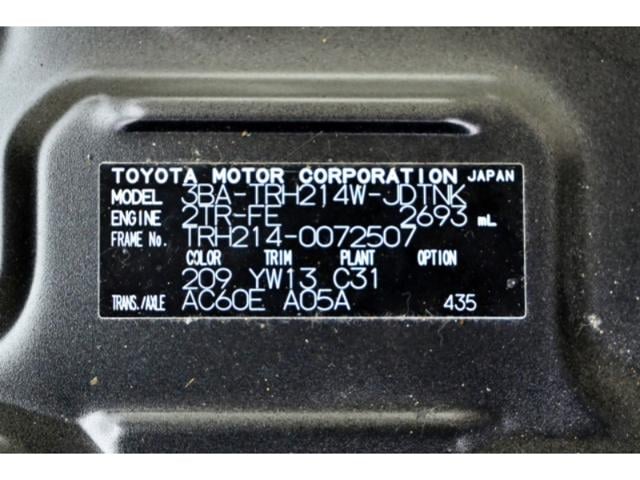 TOYOTA MOTOR CORPORATION JAPAN
MODEL 3BA-TRH214W-JDTNK
ENGINE 2TR-FE 2693 mL
FRAME No. TRH214-0072507
COLOR TRIM PLANT OPTION
209 YW13 C31
TRANS./AXLE AC60E A05A 435